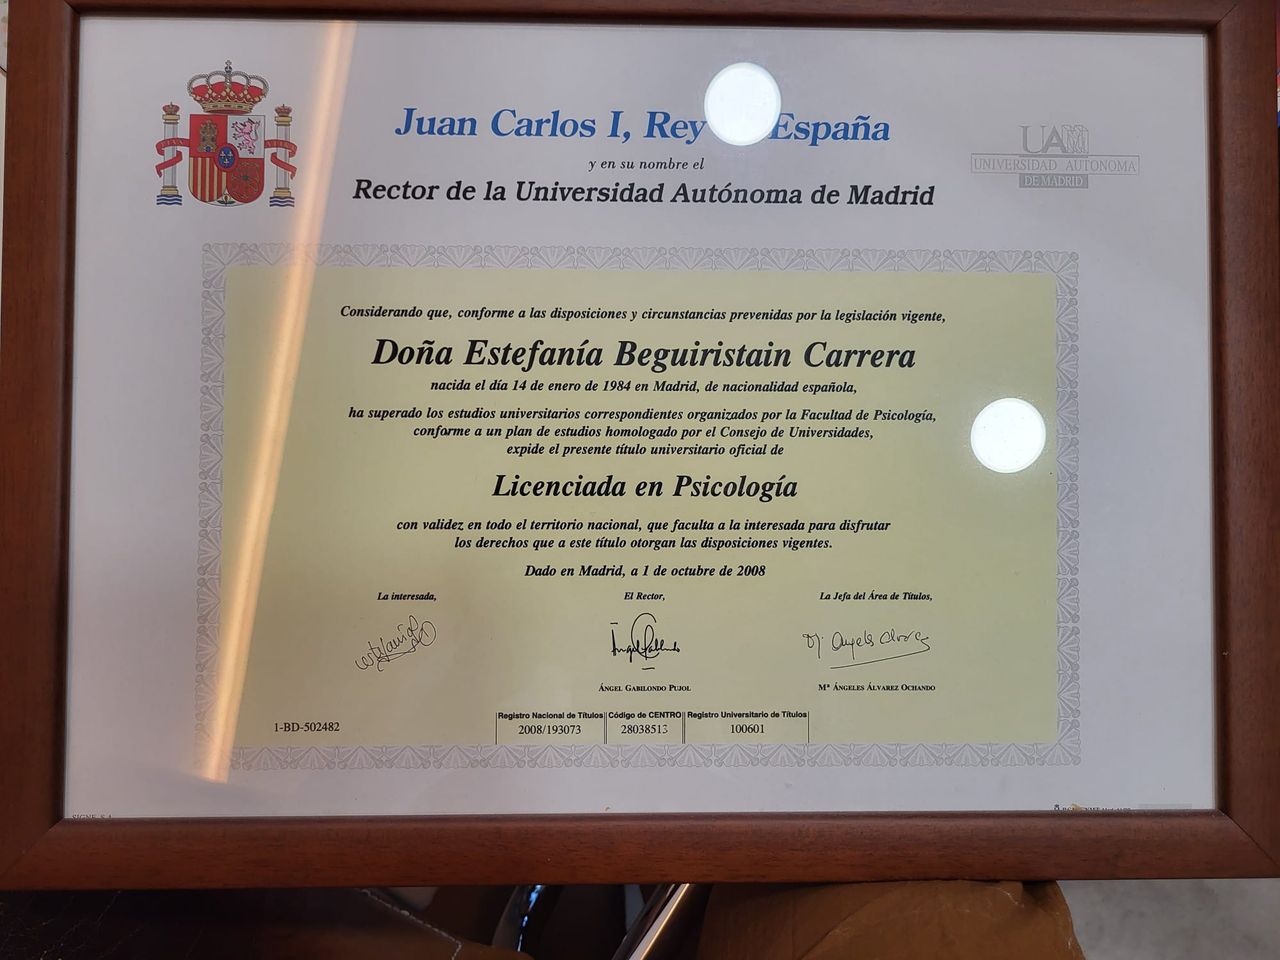 Juan Carlos I, Rey España
y en su nombre el
Rector de la Universidad Autónoma de Madrid
UAM
UNIVERSIDAD AUTONOMA
DE MADRID
Considerando que, conforme a las disposiciones y circunstancias prevenidas por la legislación vigente,
Doña Estefanía Beguiristain Carrera
nacida el día 14 de enero de 1984 en Madrid, de nacionalidad española,
ha superado los estudios universitarios correspondientes organizados por la Facultad de Psicología,
conforme a un plan de estudios homologado por el Consejo de Universidades,
expide el presente título universitario oficial de
Licenciada en Psicología
con validez en todo el territorio nacional, que faculta a la interesada para disfrutar
los derechos que a este título otorgan las disposiciones vigentes.
Dado en Madrid, a 1 de octubre de 2008
La interesada, El Rector, La Jefa del Área de Títulos,
ÁNGEL GABILONDO PUJOL Mª ÁNGELES ÁLVAREZ OCHANDO
Registro Nacional de Títulos Código de CENTRO Registro Universitario de Títulos
1-BD-502482 2008/193073 28038513 100601
SIGNE, S.A.